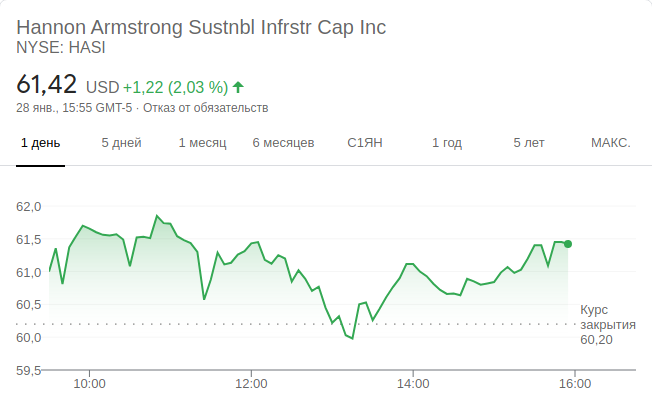 Hannon Armstrong Sustnbl Infrstr Cap Inc
NYSE: HASI
61,42 USD +1,22 (2,03 %)
28 янв., 15:55 GMT-5 · Отказ от обязательств
1 день 5 дней 1 месяц 6 месяцев С1ЯН 1 год 5 лет МАКС.
62,0
61,5
61,0
60,5
Курс
закрытия
60,20
60,0
59,5
10:00 12:00 14:00 16:00